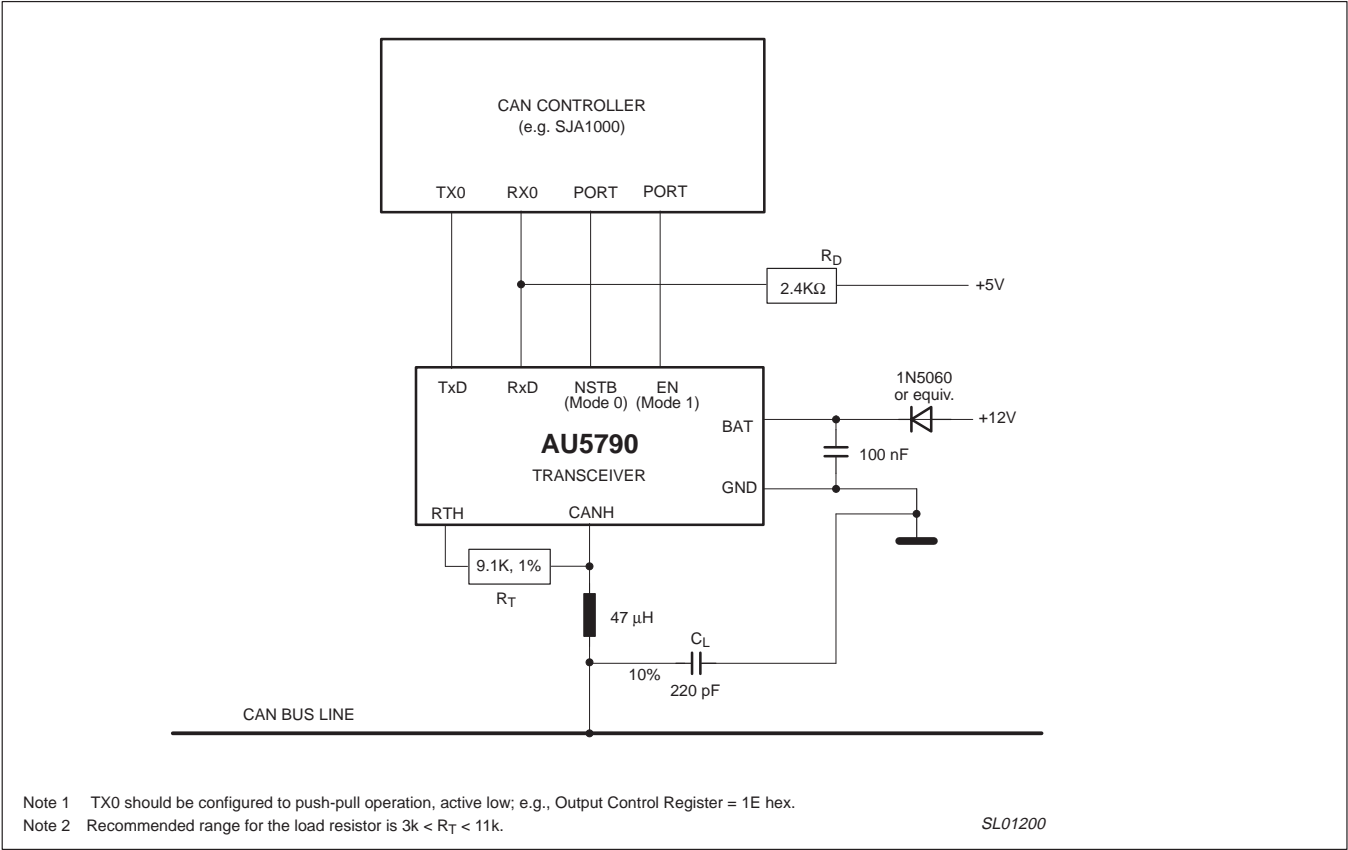 CAN CONTROLLER
(e.g. SJA1000)
TX0 RX0 PORT PORT
R_D
2.4KΩ
+5V
TxD RxD NSTB EN
(Mode 0) (Mode 1)
1N5060
or equiv.
BAT
+12V
AU5790
100 nF
TRANSCEIVER
GND
RTH CANH
9.1K, 1%
R_T
47 μH
C_L
10%
220 pF
CAN BUS LINE
Note 1 TX0 should be configured to push-pull operation, active low; e.g., Output Control Register = 1E hex.
Note 2 Recommended range for the load resistor is 3k < R_T < 11k.
SL01200